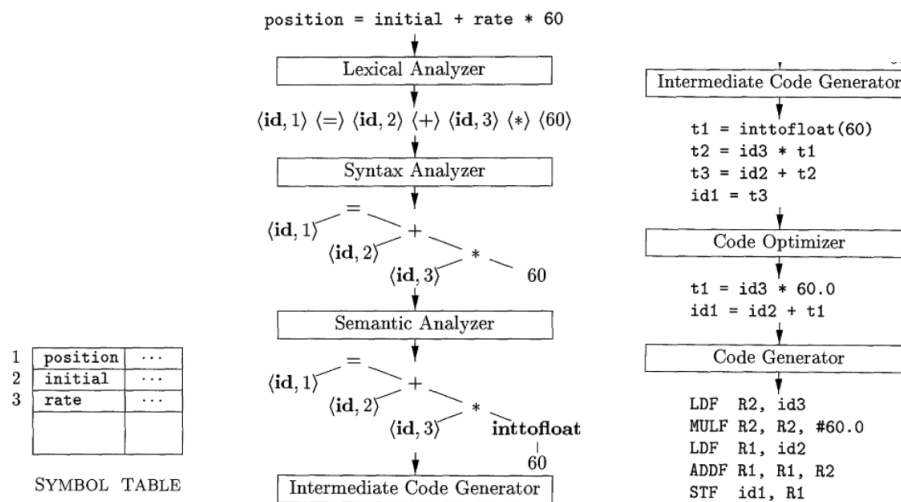 position = initial + rate * 60
Lexical Analyzer
⟨id, 1⟩ ⟨=⟩ ⟨id, 2⟩ ⟨+⟩ ⟨id, 3⟩ ⟨*⟩ ⟨60⟩
Syntax Analyzer
=
⟨id, 1⟩ +
⟨id, 2⟩ *
⟨id, 3⟩ 60
Semantic Analyzer
=
⟨id, 1⟩ +
⟨id, 2⟩ *
⟨id, 3⟩ inttofloat
60
Intermediate Code Generator
1 position ...
2 initial ...
3 rate ...
SYMBOL TABLE
Intermediate Code Generator
t1 = inttofloat(60)
t2 = id3 * t1
t3 = id2 + t2
id1 = t3
Code Optimizer
t1 = id3 * 60.0
id1 = id2 + t1
Code Generator
LDF R2, id3
MULF R2, R2, #60.0
LDF R1, id2
ADDF R1, R1, R2
STF id1, R1